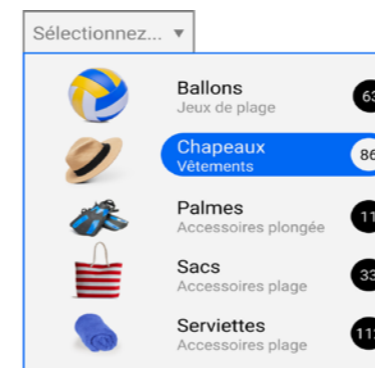 Sélectionnez... ▼
Ballons
Jeux de plage
63
Chapeaux
Vêtements
86
Palmes
Accessoires plongée
11
Sacs
Accessoires plage
33
Serviettes
Accessoires plage